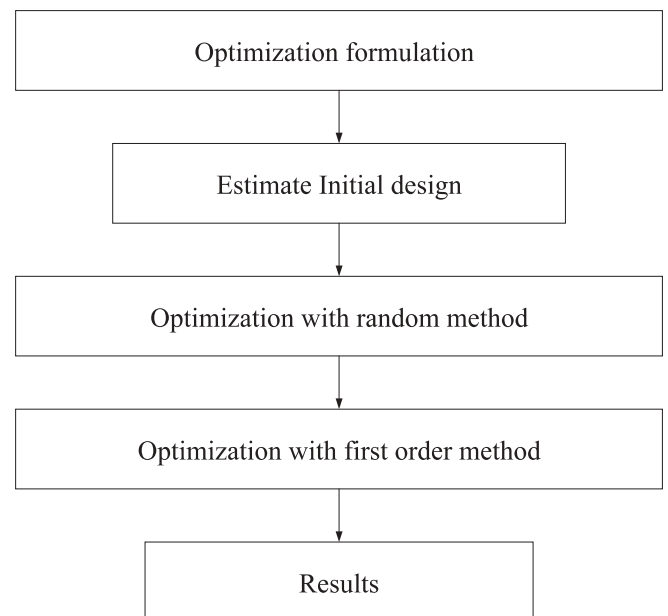 Optimization formulation
Estimate Initial design
Optimization with random method
Optimization with first order method
Results